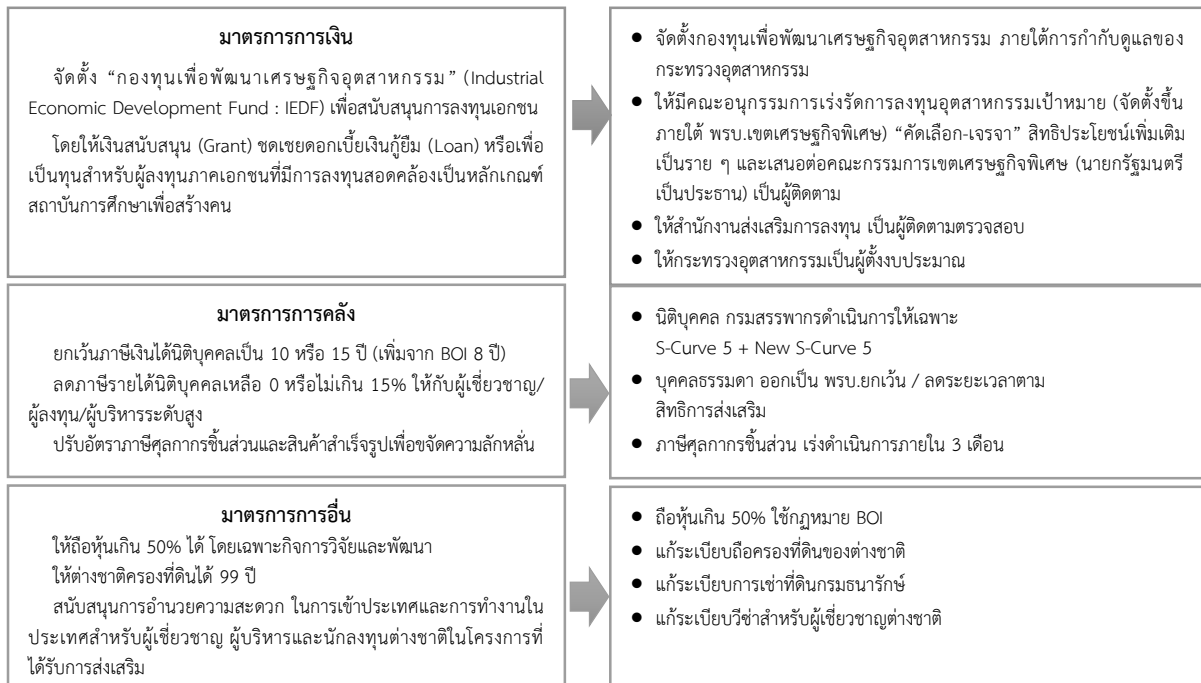 มาตรการการเงิน
จัดตั้ง “กองทุนเพื่อพัฒนาเศรษฐกิจอุตสาหกรรม” (Industrial
Economic Development Fund : IEDF) เพื่อสนับสนุนการลงทุนเอกชน
โดยให้เงินสนับสนุน (Grant) ชดเชยดอกเบี้ยเงินกู้ยืม (Loan) หรือเพื่อ
เป็นทุนสำหรับผู้ลงทุนภาคเอกชนที่มีการลงทุนสอดคล้องเป็นหลักเกณฑ์
สถาบันการศึกษาเพื่อสร้างคน
● จัดตั้งกองทุนเพื่อพัฒนาเศรษฐกิจอุตสาหกรรม ภายใต้การกำกับดูแลของ
กระทรวงอุตสาหกรรม
● ให้มีคณะอนุกรรมการเร่งรัดการลงทุนอุตสาหกรรมเป้าหมาย (จัดตั้งขึ้น
ภายใต้ พรบ.เขตเศรษฐกิจพิเศษ) “คัดเลือก-เจรจา” สิทธิประโยชน์เพิ่มเติม
เป็นราย ๆ และเสนอต่อคณะกรรมการเขตเศรษฐกิจพิเศษ (นายกรัฐมนตรี
เป็นประธาน) เป็นผู้ติดตาม
● ให้สำนักงานส่งเสริมการลงทุน เป็นผู้ติดตามตรวจสอบ
● ให้กระทรวงอุตสาหกรรมเป็นผู้ตั้งงบประมาณ
มาตรการการคลัง
ยกเว้นภาษีเงินได้นิติบุคคลเป็น 10 หรือ 15 ปี (เพิ่มจาก BOI 8 ปี)
ลดภาษีรายได้นิติบุคคลเหลือ 0 หรือไม่เกิน 15% ให้กับผู้เชี่ยวชาญ/
ผู้ลงทุน/ผู้บริหารระดับสูง
ปรับอัตราภาษีศุลกาการชิ้นส่วนและสินค้าสำเร็จรูปเพื่อขจัดความลักหลั่น
● นิติบุคคล กรมสรรพากรดำเนินการให้เฉพาะ
S-Curve 5 + New S-Curve 5
● บุคคลธรรมดา ออกเป็น พรบ.ยกเว้น / ลดระยะเวลาตาม
สิทธิการส่งเสริม
● ภาษีศุลกาการชิ้นส่วน เร่งดำเนินการภายใน 3 เดือน
มาตรการการอื่น
ให้ถือหุ้นเกิน 50% ได้ โดยเฉพาะกิจการวิจัยและพัฒนา
ให้ต่างชาติครองที่ดินได้ 99 ปี
สนับสนุนการอำนวยความสะดวก ในการเข้าประเทศและการทำงานใน
ประเทศสำหรับผู้เชี่ยวชาญ ผู้บริหารและนักลงทุนต่างชาติในโครงการที่
ได้รับการส่งเสริม
● ถือหุ้นเกิน 50% ใช้กฎหมาย BOI
● แก้ระเบียบถือครองที่ดินของต่างชาติ
● แก้ระเบียบการเช่าที่ดินกรมธนารักษ์
● แก้ระเบียบวีซ่าสำหรับผู้เชี่ยวชาญต่างชาติ